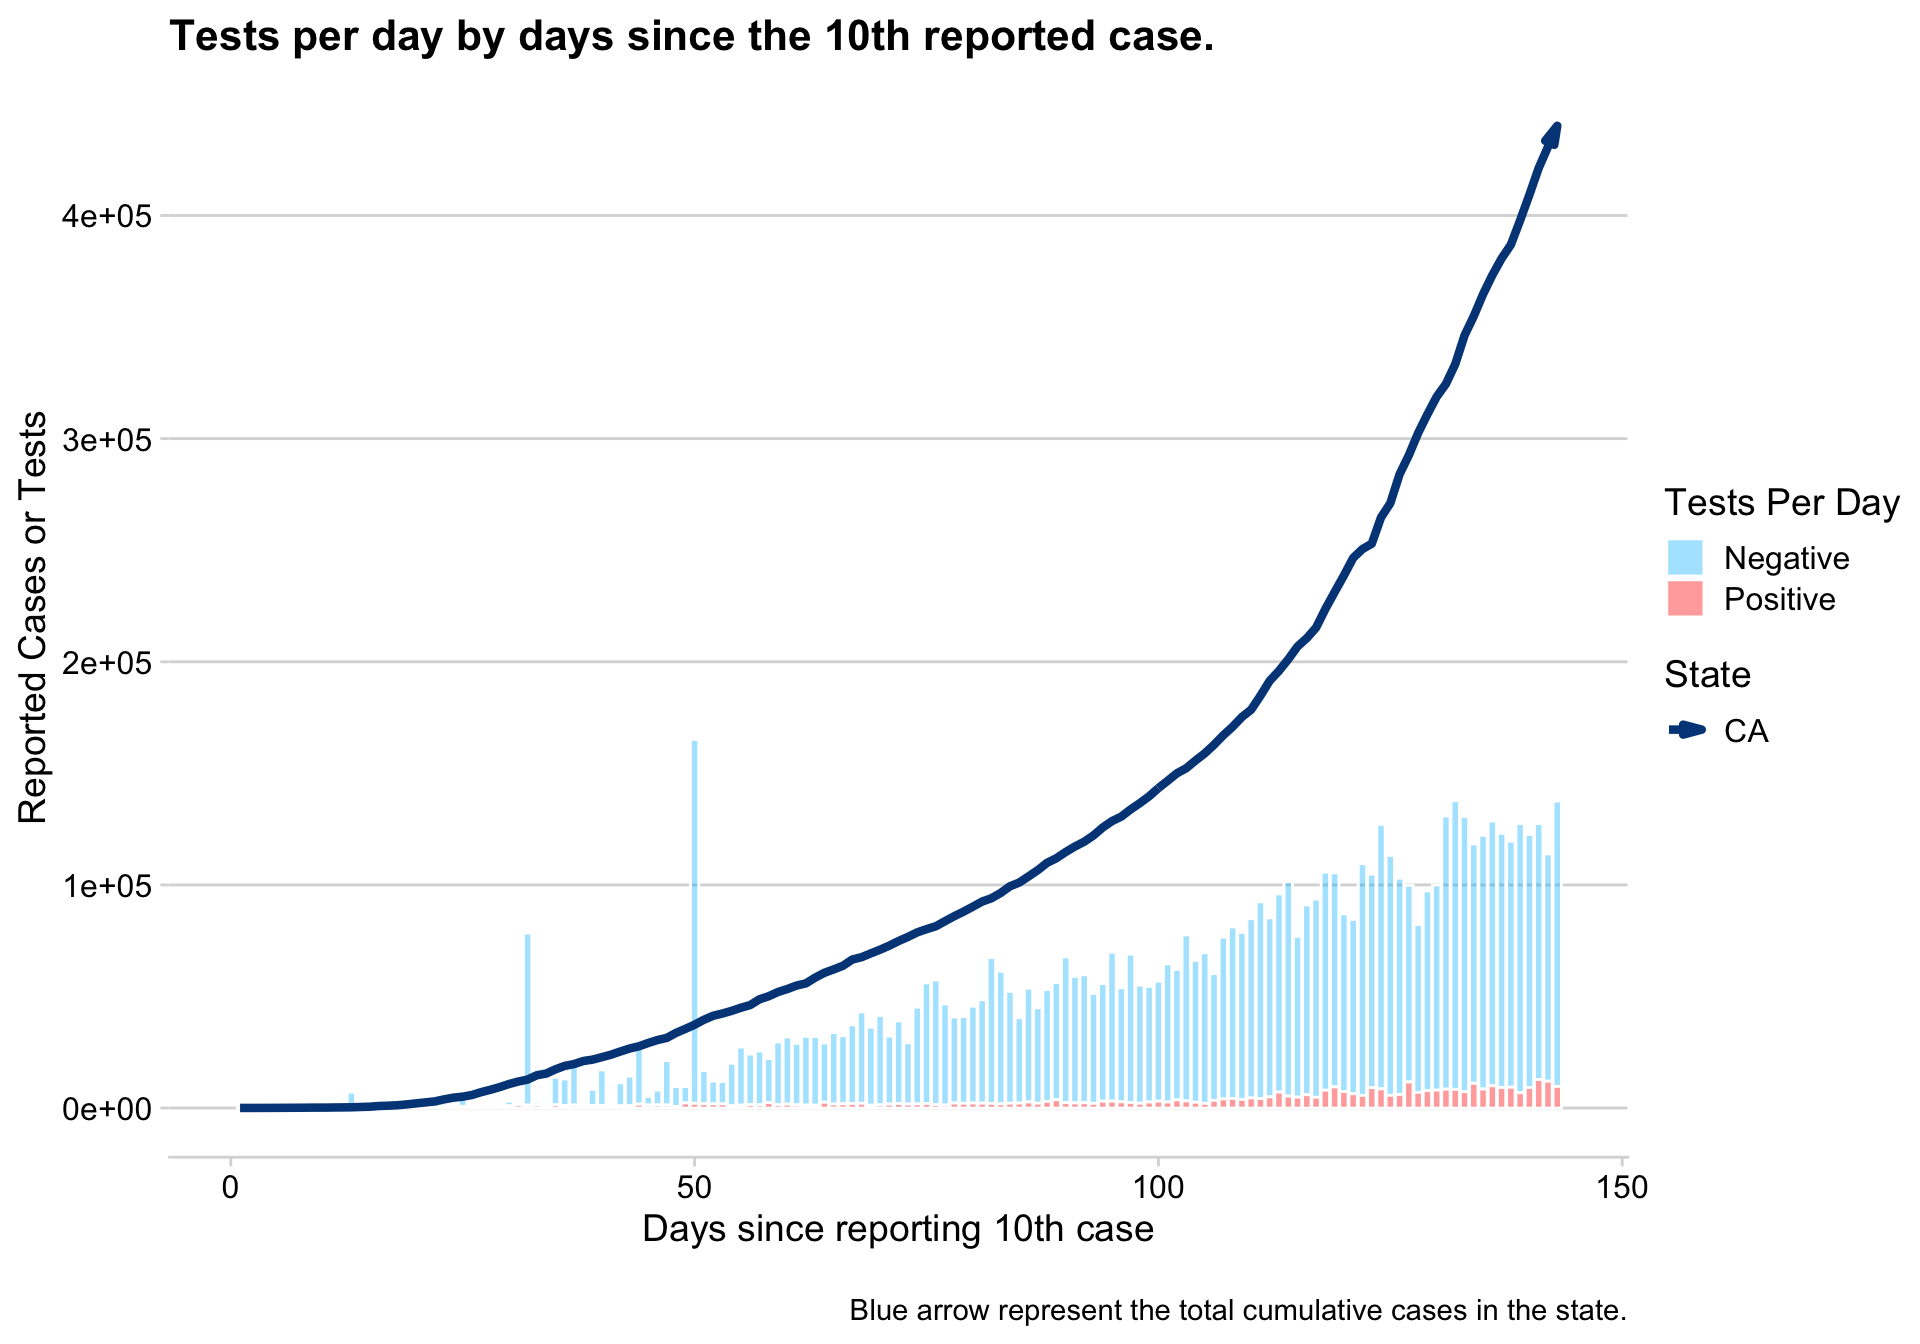 Tests per day by days since the 10th reported case.
4e+05
3e+05
2e+05
1e+05
0e+00
Reported Cases or Tests
0
50
100
150
Days since reporting 10th case
Tests Per Day
Negative
Positive
State
CA
Blue arrow represent the total cumulative cases in the state.